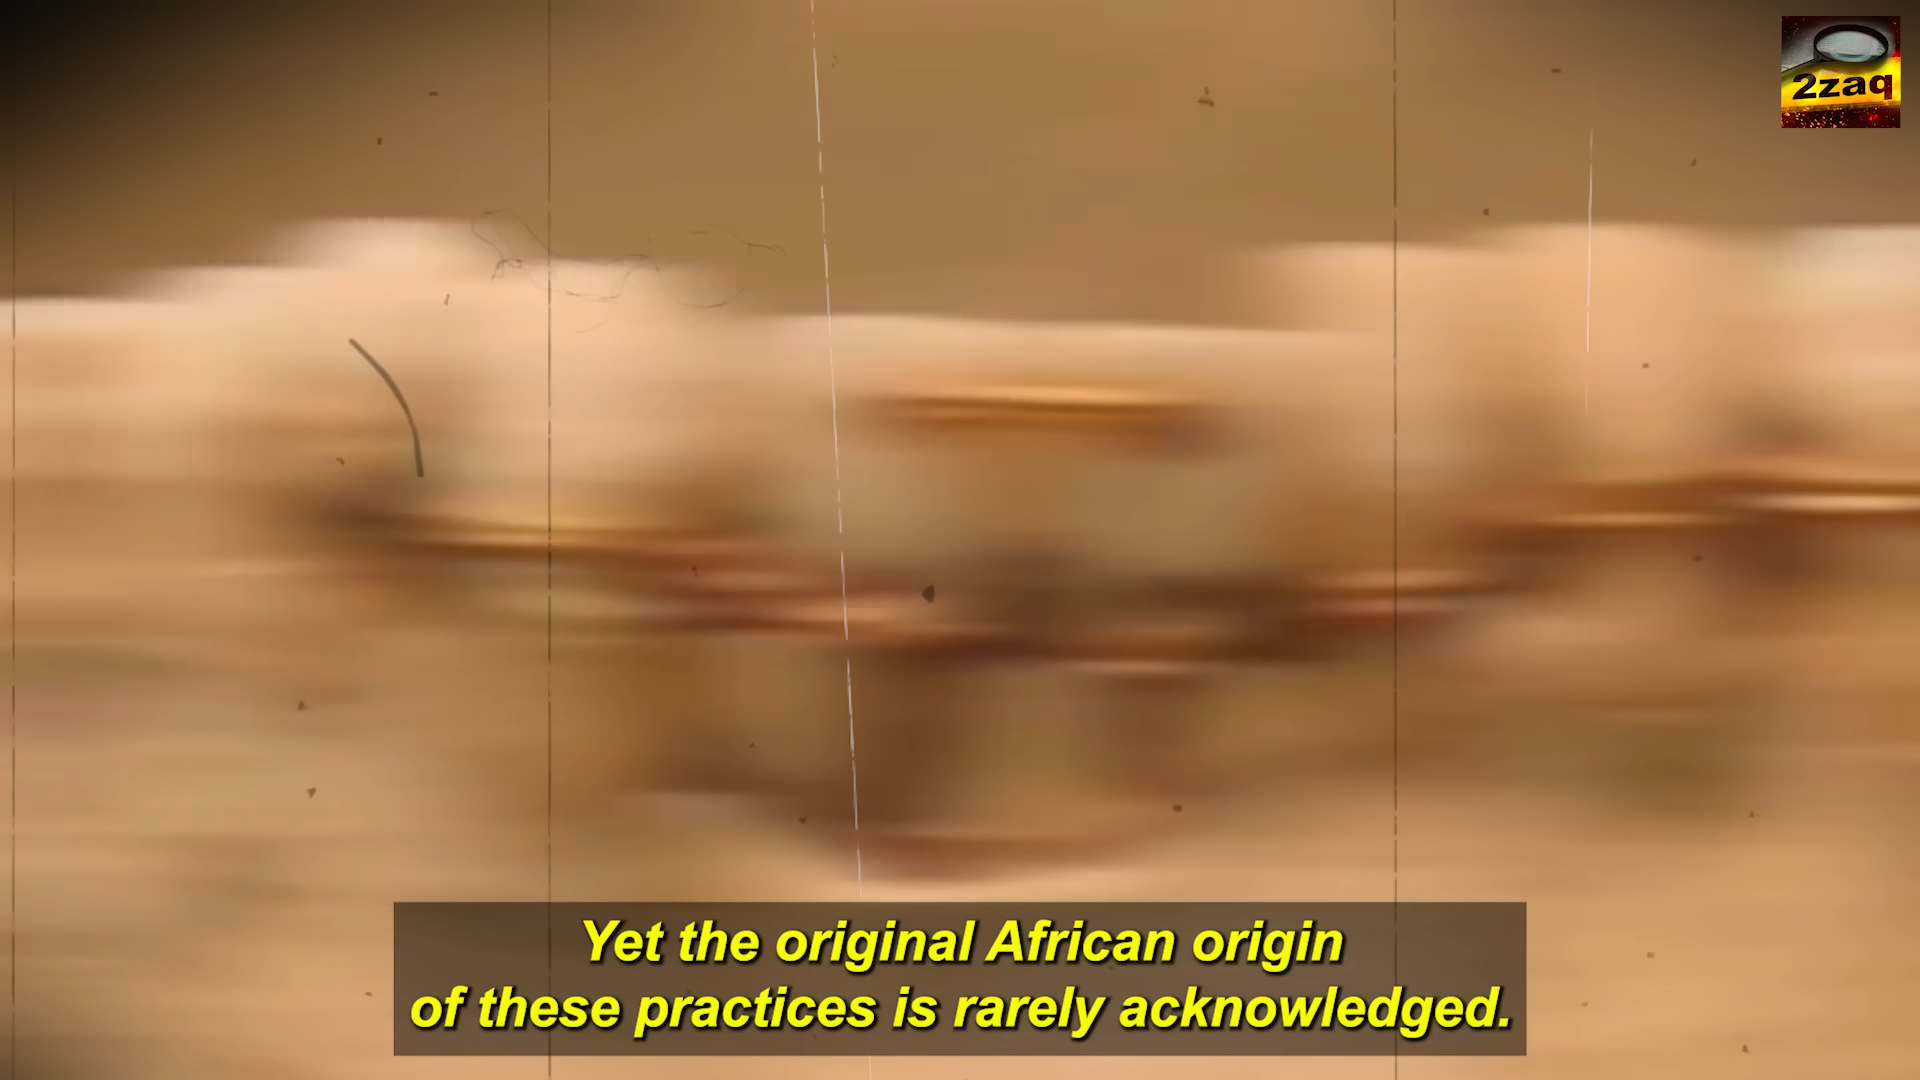 2zaq
Yet the original African origin
of these practices is rarely acknowledged.